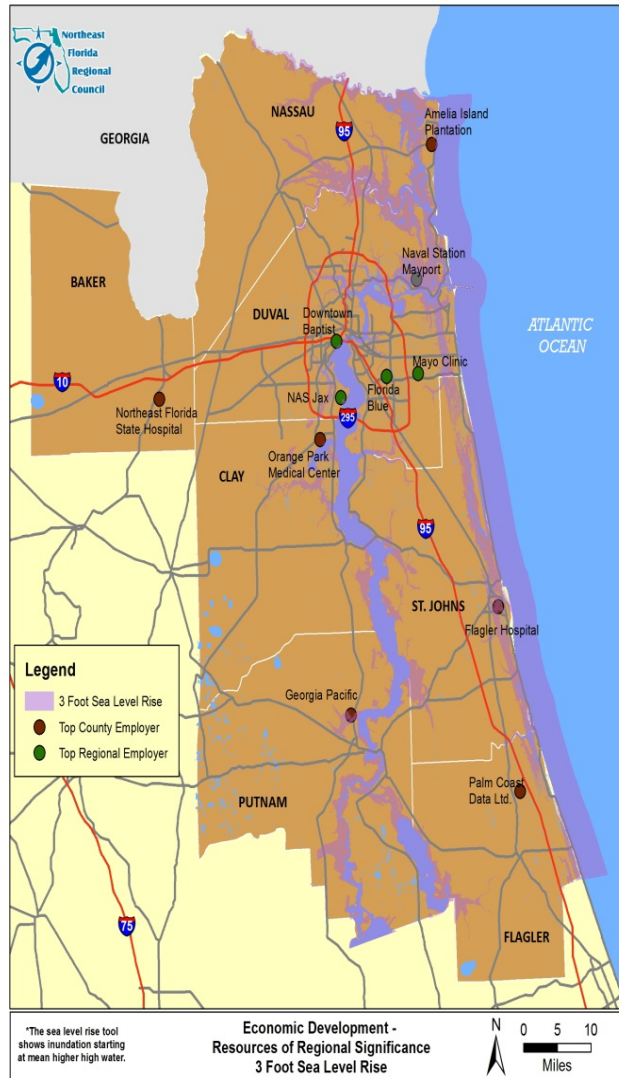 Northeast
Florida
Regional
Council
GEORGIA
NASSAU
95
Amelia Island
Plantation
BAKER
Naval Station
Mayport
DUVAL
Downtown
Baptist
ATLANTIC
OCEAN
10
Mayo Clinic
Florida
Blue
NAS Jax
Northeast Florida
State Hospital
295
Orange Park
Medical Center
CLAY
95
ST. JOHNS
Flagler Hospital
Legend
3 Foot Sea Level Rise
Top County Employer
Top Regional Employer
Georgia Pacific
Palm Coast
Data Ltd.
PUTNAM
75
FLAGLER
*The sea level rise tool
shows inundation starting
at mean higher high water.
Economic Development -
Resources of Regional Significance
3 Foot Sea Level Rise
N
0 5 10
Miles